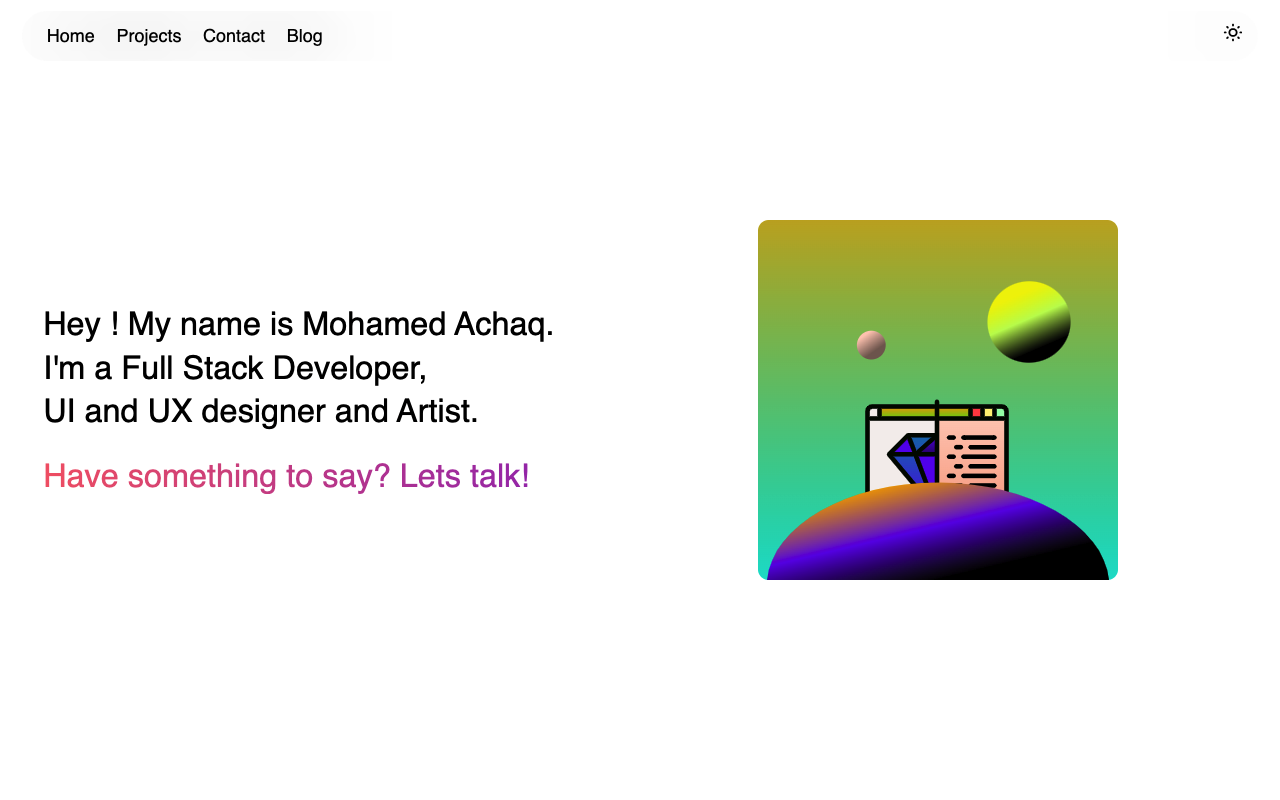 Home Projects Contact Blog
Hey ! My name is Mohamed Achaq.
I'm a Full Stack Developer,
UI and UX designer and Artist.
Have something to say? Lets talk!